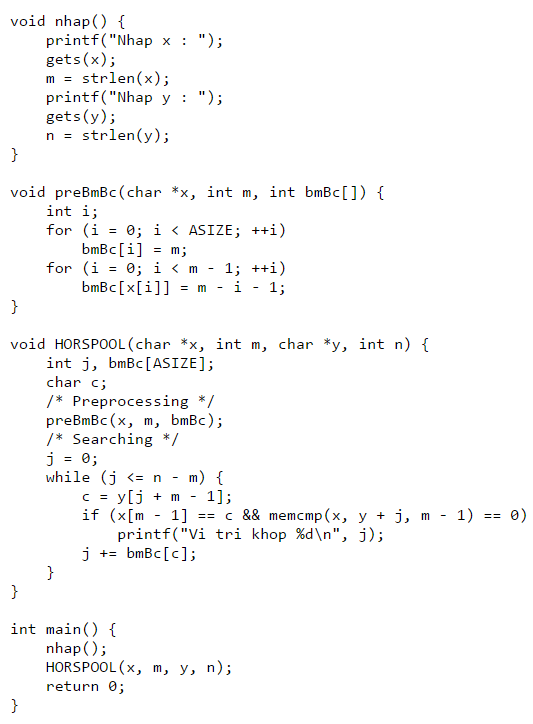 void nhap() {
    printf("Nhap x : ");
    gets(x);
    m = strlen(x);
    printf("Nhap y : ");
    gets(y);
    n = strlen(y);
}
void preBmBc(char *x, int m, int bmBc[]) {
    int i;
    for (i = 0; i < ASIZE; ++i)
        bmBc[i] = m;
    for (i = 0; i < m - 1; ++i)
        bmBc[x[i]] = m - i - 1;
}
void HORSPOOL(char *x, int m, char *y, int n) {
    int j, bmBc[ASIZE];
    char c;
    /* Preprocessing */
    preBmBc(x, m, bmBc);
    /* Searching */
    j = 0;
    while (j <= n - m) {
        c = y[j + m - 1];
        if (x[m - 1] == c && memcmp(x, y + j, m - 1) == 0)
            printf("Vi tri khop %d\n", j);
        j += bmBc[c];
    }
}
int main() {
    nhap();
    HORSPOOL(x, m, y, n);
    return 0;
}